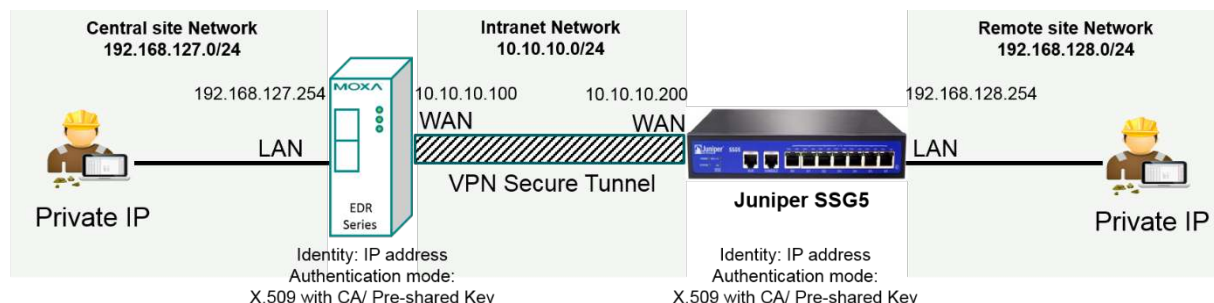 Central site Network
192.168.127.0/24
Intranet Network
10.10.10.0/24
Remote site Network
192.168.128.0/24
192.168.127.254
MOXA
10.10.10.100
10.10.10.200
192.168.128.254
WAN
WAN
LAN
LAN
Juniper
SSG5
VPN Secure Tunnel
Private IP
EDR
Series
Juniper SSG5
Private IP
Identity: IP address
Authentication mode:
X.509 with CA/ Pre-shared Key
Identity: IP address
Authentication mode:
X.509 with CA/ Pre-shared Key